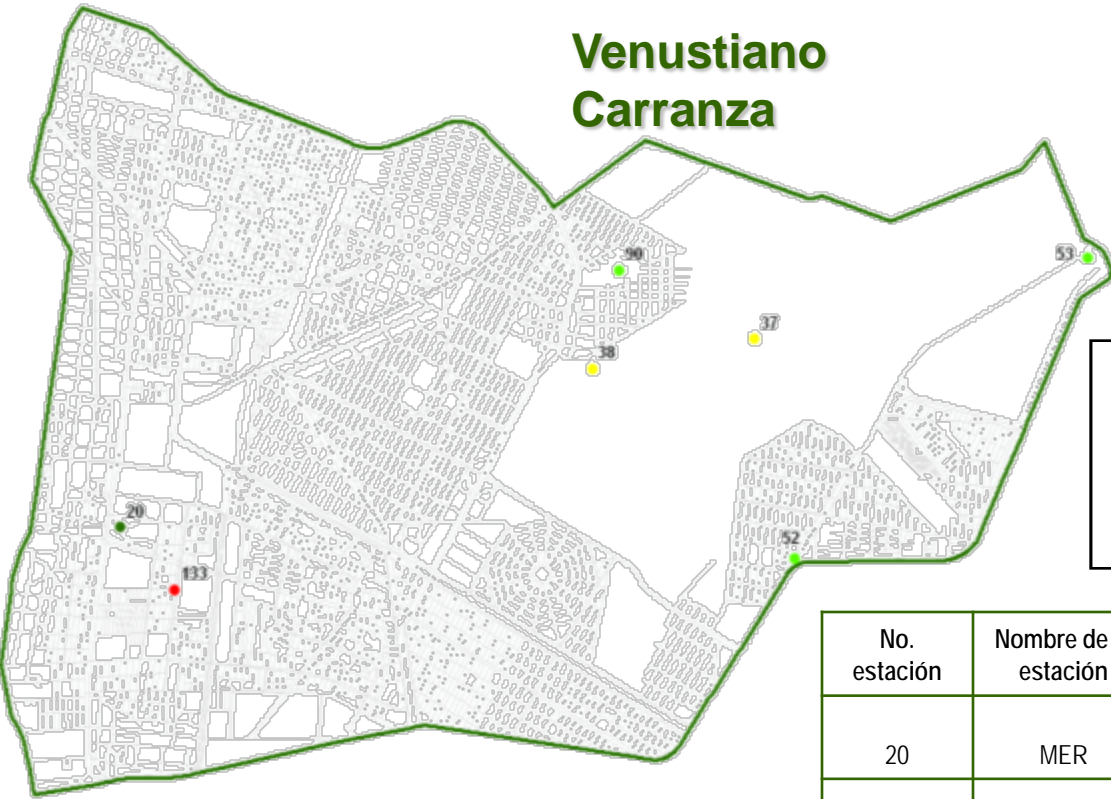 Venustiano
Carranza
90
53
37
38
20
52
133
No.
estación
Nombre de
estación
20
MER